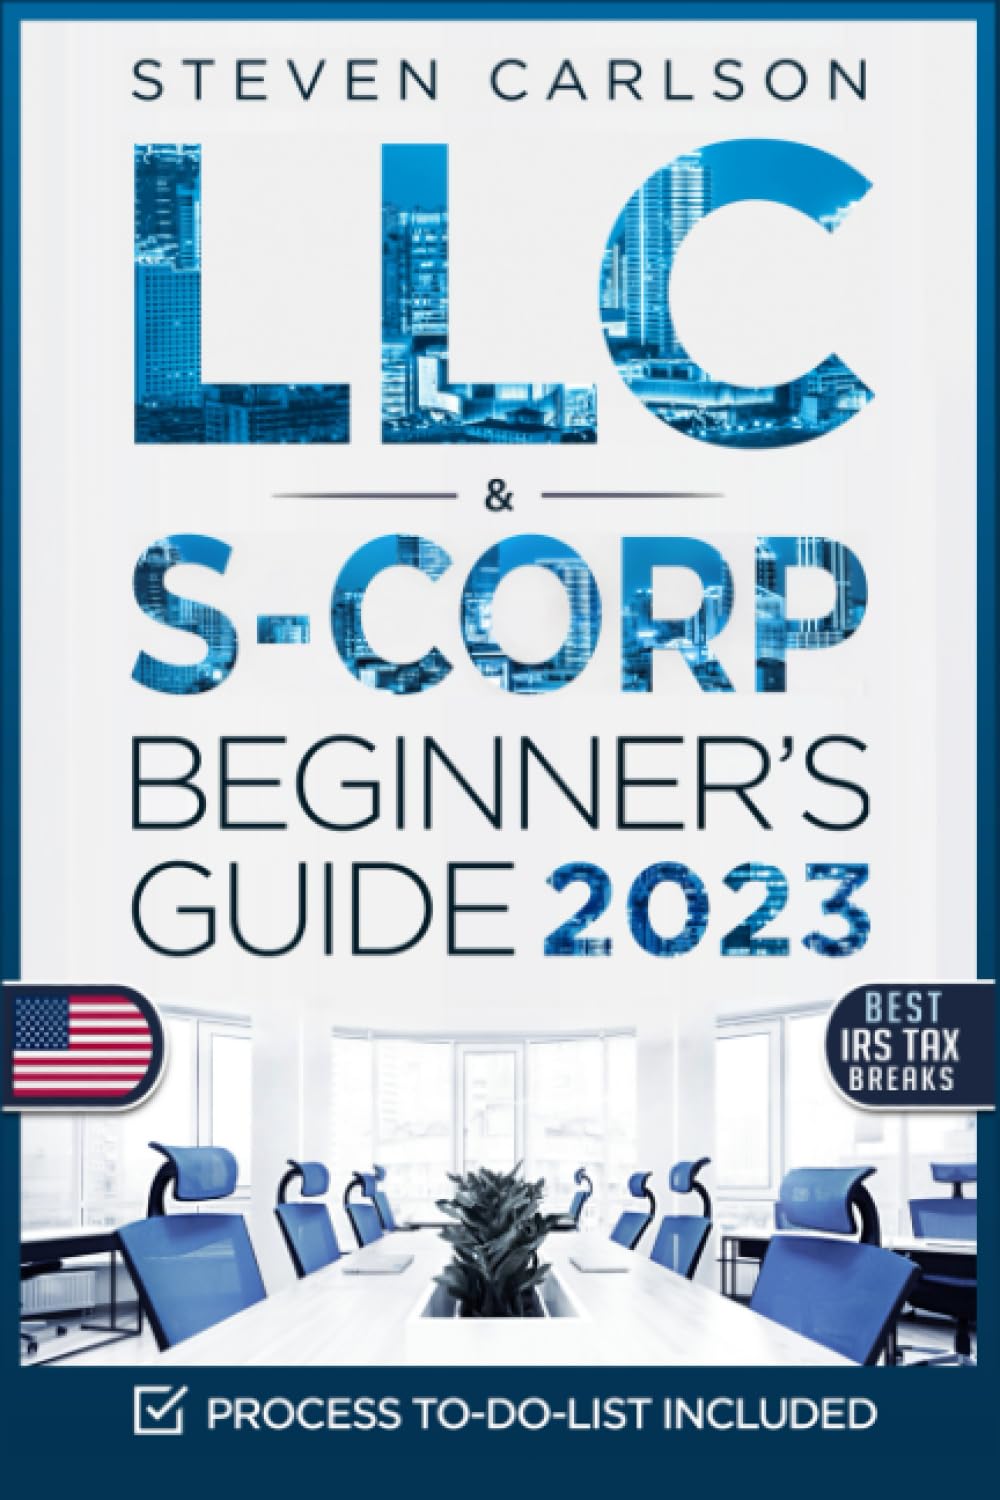 STEVEN CARLSON
LLC
&
S-CORP
BEGINNER'S
GUIDE 2023
BEST
IRS TAX
BREAKS
PROCESS TO-DO-LIST INCLUDED